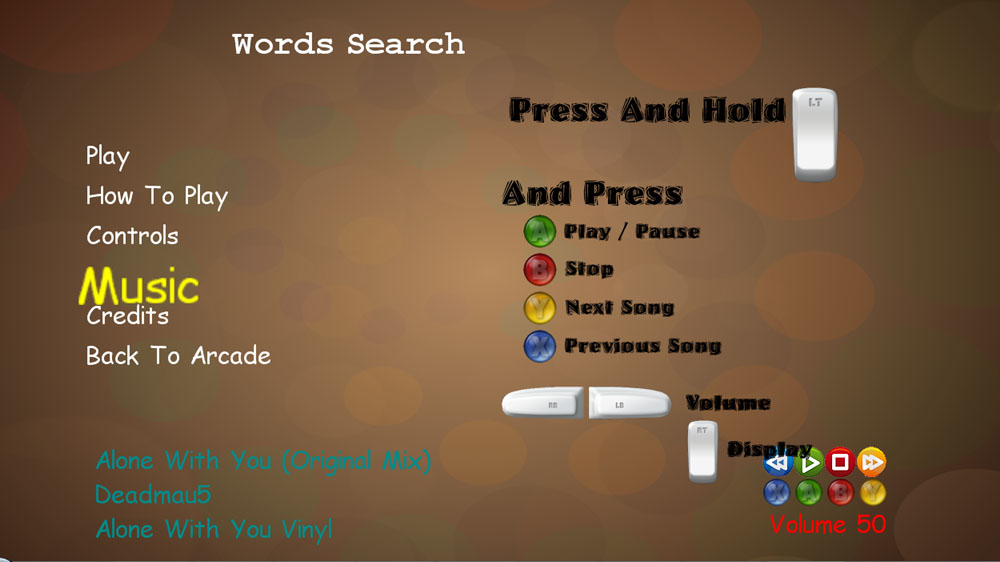 Words Search
Play
How To Play
Controls
Music
Credits
Back To Arcade
Press And Hold LT
And Press
A Play / Pause
B Stop
Y Next Song
X Previous Song
RB LB Volume
RT Display
Alone With You (Original Mix)
Deadmau5
Alone With You Vinyl
X A B Y
Volume 50